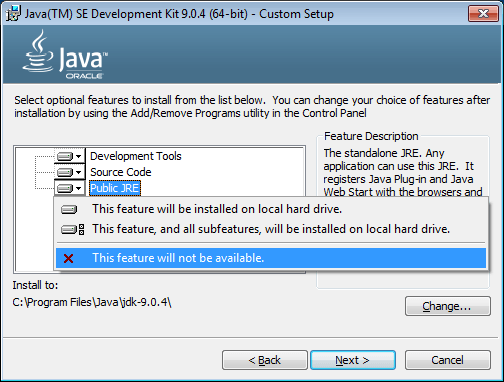 Java(TM) SE Development Kit 9.0.4 (64-bit) - Custom Setup
Java
ORACLE
Select optional features to install from the list below. You can change your choice of features after
installation by using the Add/Remove Programs utility in the Control Panel
Development Tools
Source Code
Public JRE
Feature Description
The standalone JRE. Any
application can use this JRE. It
registers Java Plug-in and Java
Web Start with the browsers and
This feature will be installed on local hard drive.
This feature, and all subfeatures, will be installed on local hard drive.
This feature will not be available.
Install to:
C:\Program Files\Java\jdk-9.0.4\
Change...
< Back
Next >
Cancel